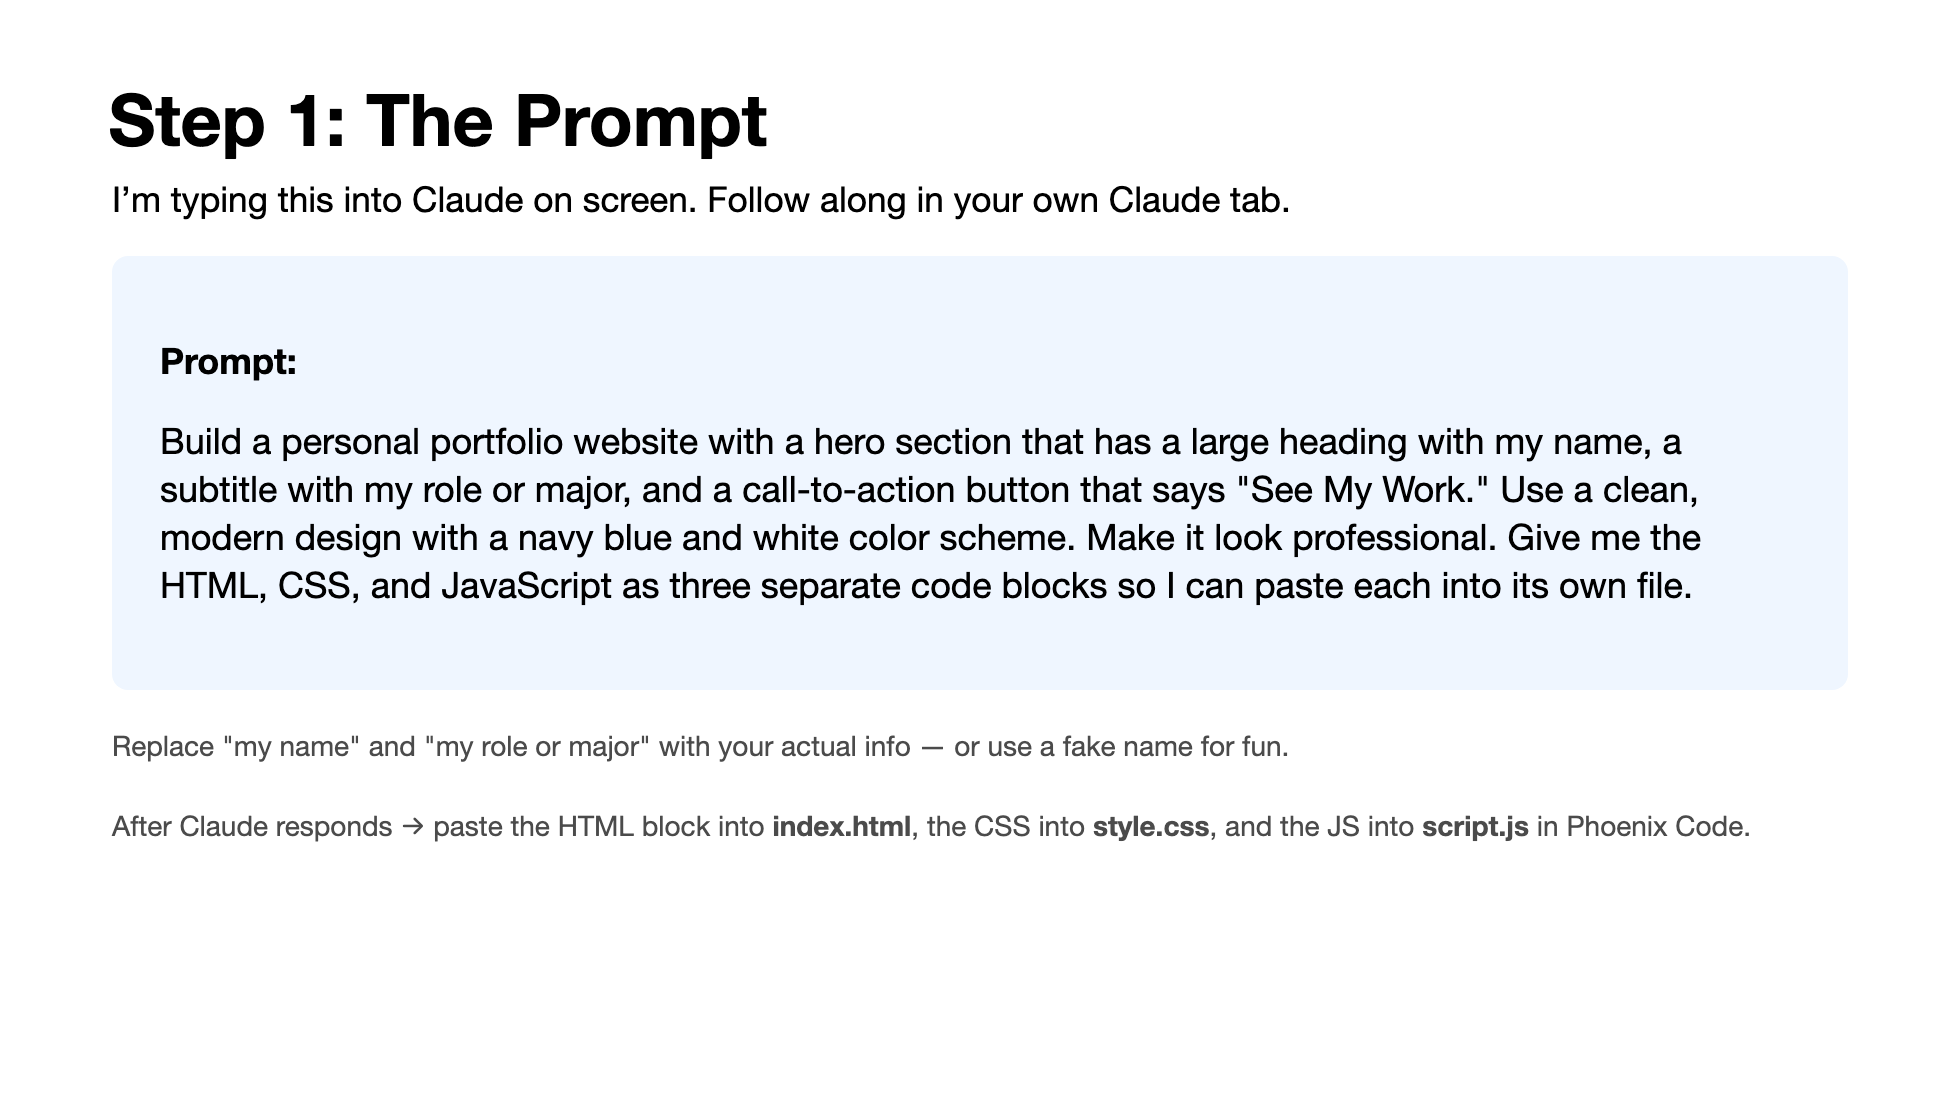 Step 1: The Prompt
I’m typing this into Claude on screen. Follow along in your own Claude tab.
Prompt:
Build a personal portfolio website with a hero section that has a large heading with my name, a
subtitle with my role or major, and a call-to-action button that says "See My Work." Use a clean,
modern design with a navy blue and white color scheme. Make it look professional. Give me the
HTML, CSS, and JavaScript as three separate code blocks so I can paste each into its own file.
Replace "my name" and "my role or major" with your actual info — or use a fake name for fun.
After Claude responds → paste the HTML block into index.html, the CSS into style.css, and the JS into script.js in Phoenix Code.